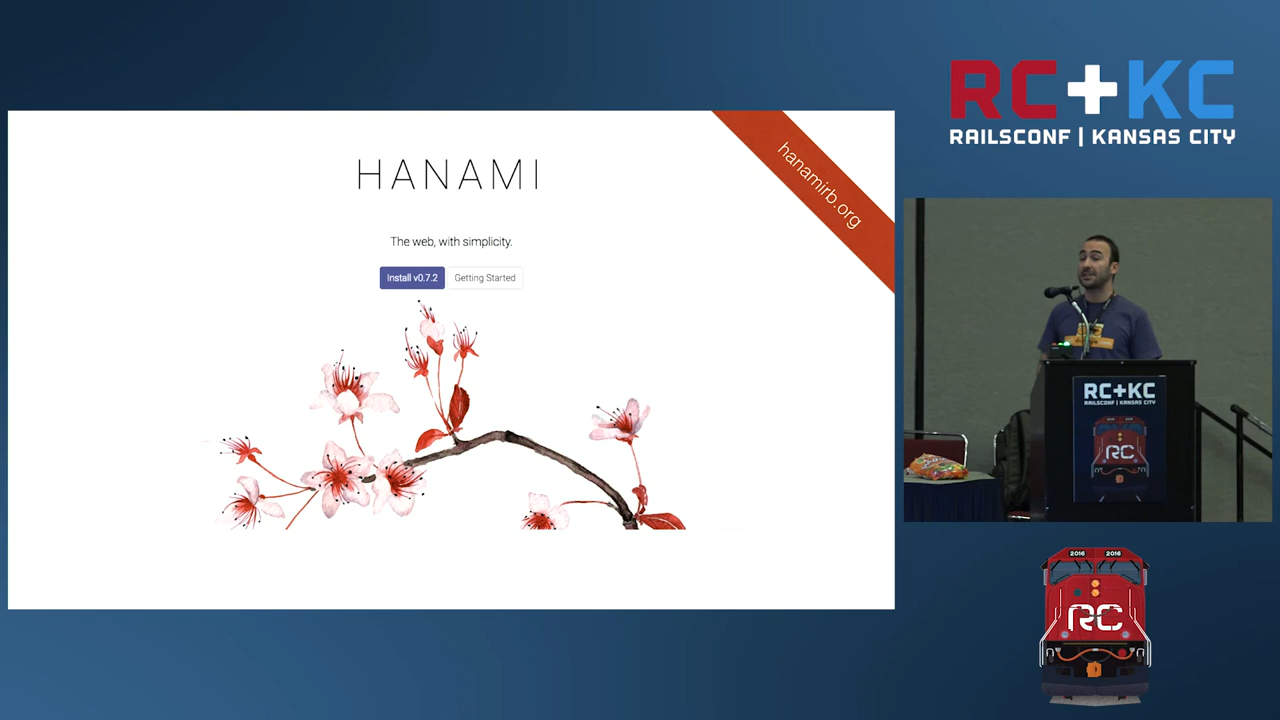 HANAMI
The web, with simplicity.
Install v0.7.2
Getting Started
hanamirb.org
RC+KC
RAILSCONF | KANSAS CITY
RC+KC
RAILSCONF | KANSAS CITY
RC
2016
2016
RC